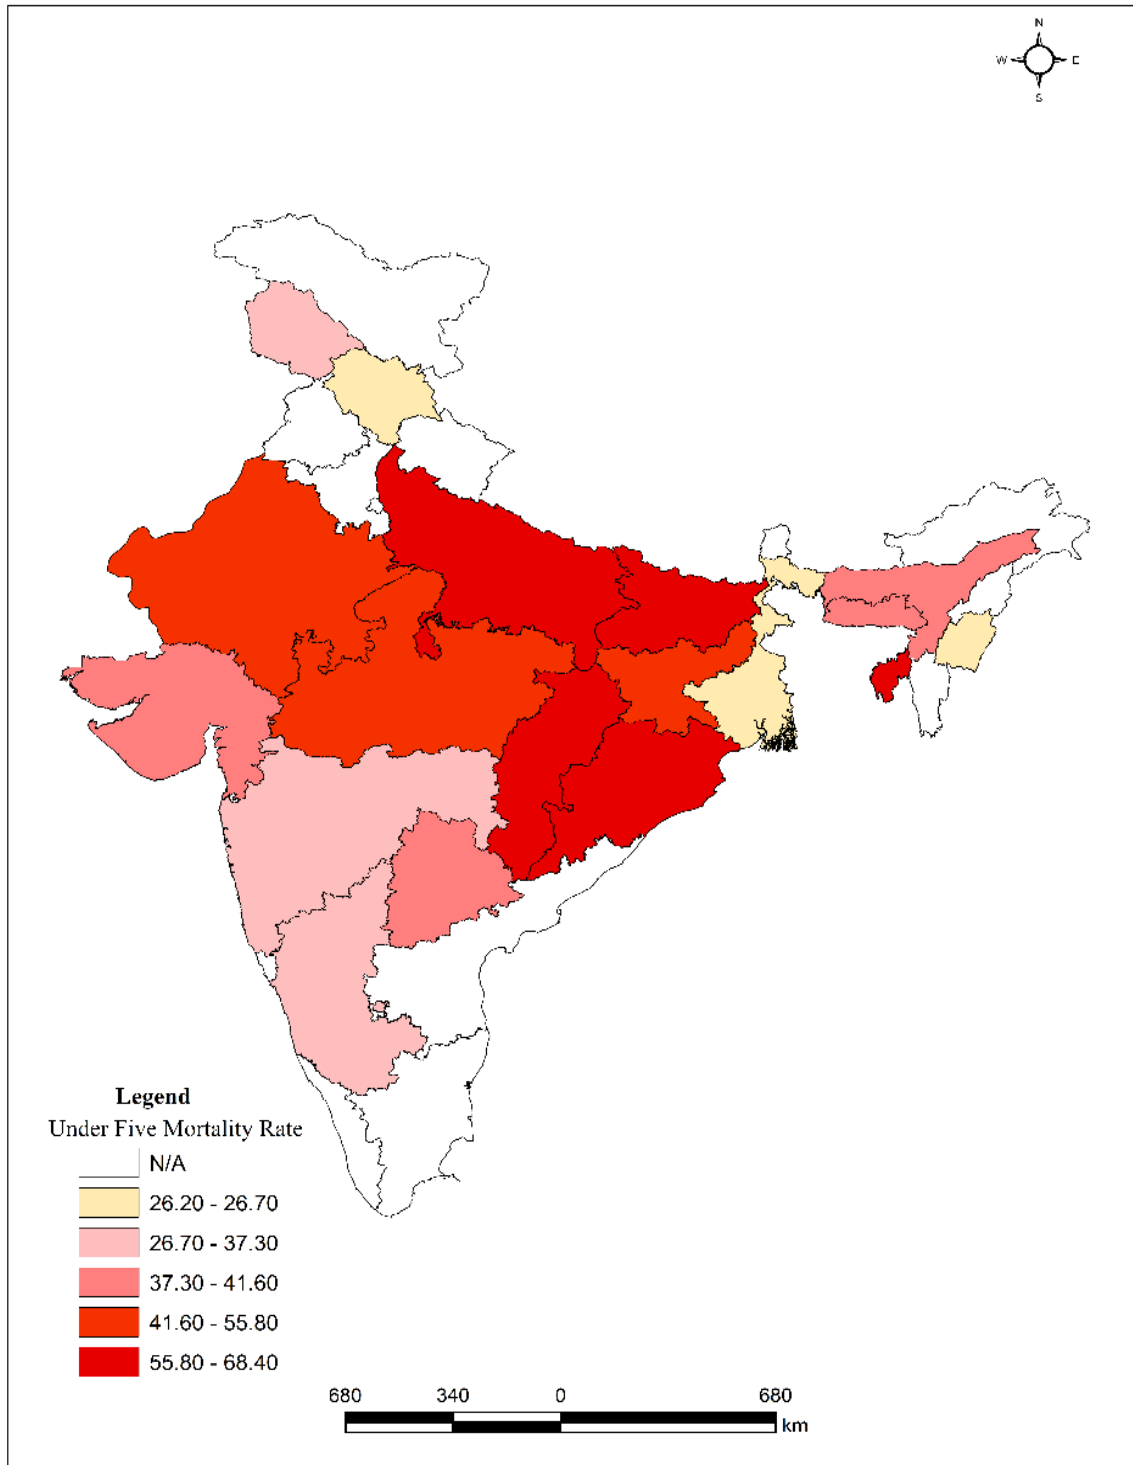 N
W E
S
Legend
Under Five Mortality Rate
N/A
26.20 - 26.70
26.70 - 37.30
37.30 - 41.60
41.60 - 55.80
55.80 - 68.40
680 340 0 680
km